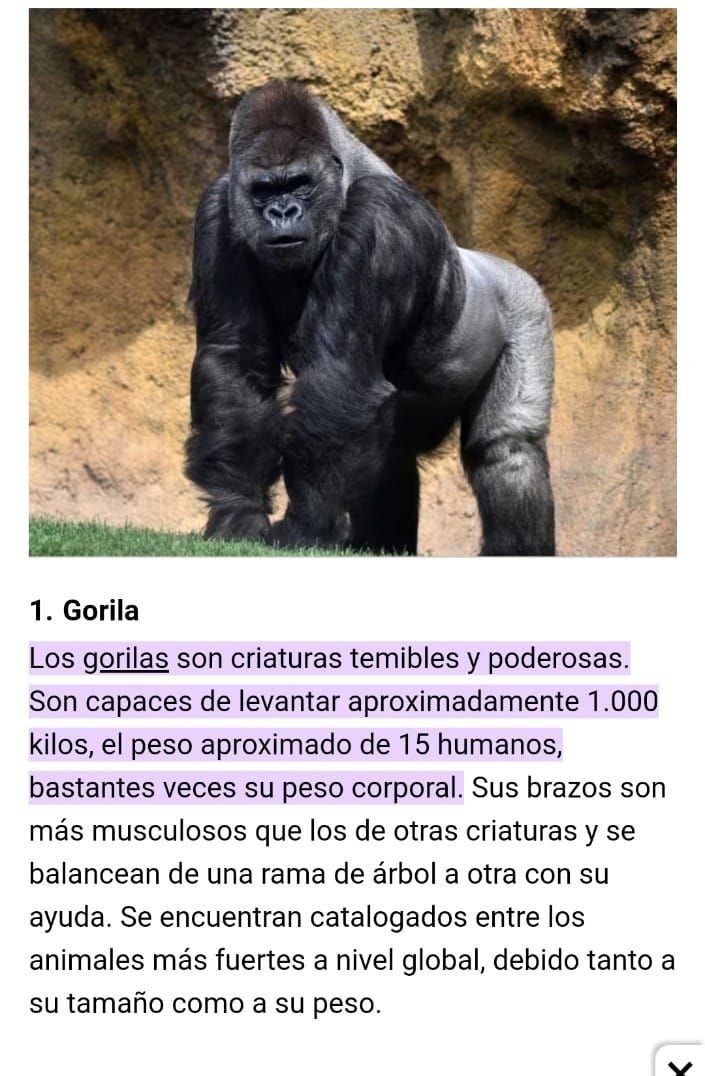 1. Gorila
Los gorilas son criaturas temibles y poderosas.
Son capaces de levantar aproximadamente 1.000
kilos, el peso aproximado de 15 humanos,
bastantes veces su peso corporal. Sus brazos son
más musculosos que los de otras criaturas y se
balancean de una rama de árbol a otra con su
ayuda. Se encuentran catalogados entre los
animales más fuertes a nivel global, debido tanto a
su tamaño como a su peso.